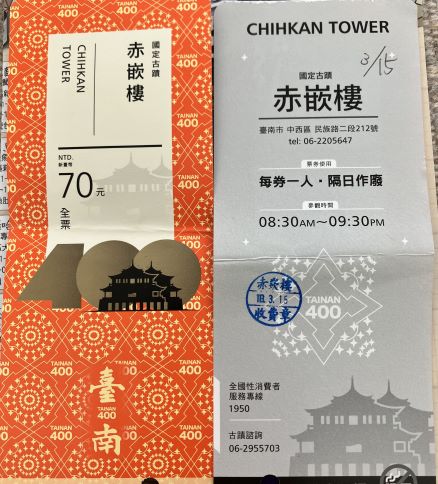 國定古蹟
赤嵌樓
CHIHKAN
TOWER
NTD.
新臺幣
70元
全票
400
TAINAN
400
臺南
CHIHKAN TOWER
3/15
國定古蹟
赤嵌樓
臺南市 中西區 民族路二段212號
tel: 06-2205647
票券使用
每券一人・隔日作廢
參觀時間
08:30AM～09:30PM
赤崁樓
收費章
TAINAN
400
全國性消費者
服務專線
1950
古蹟諮詢
06-2955703